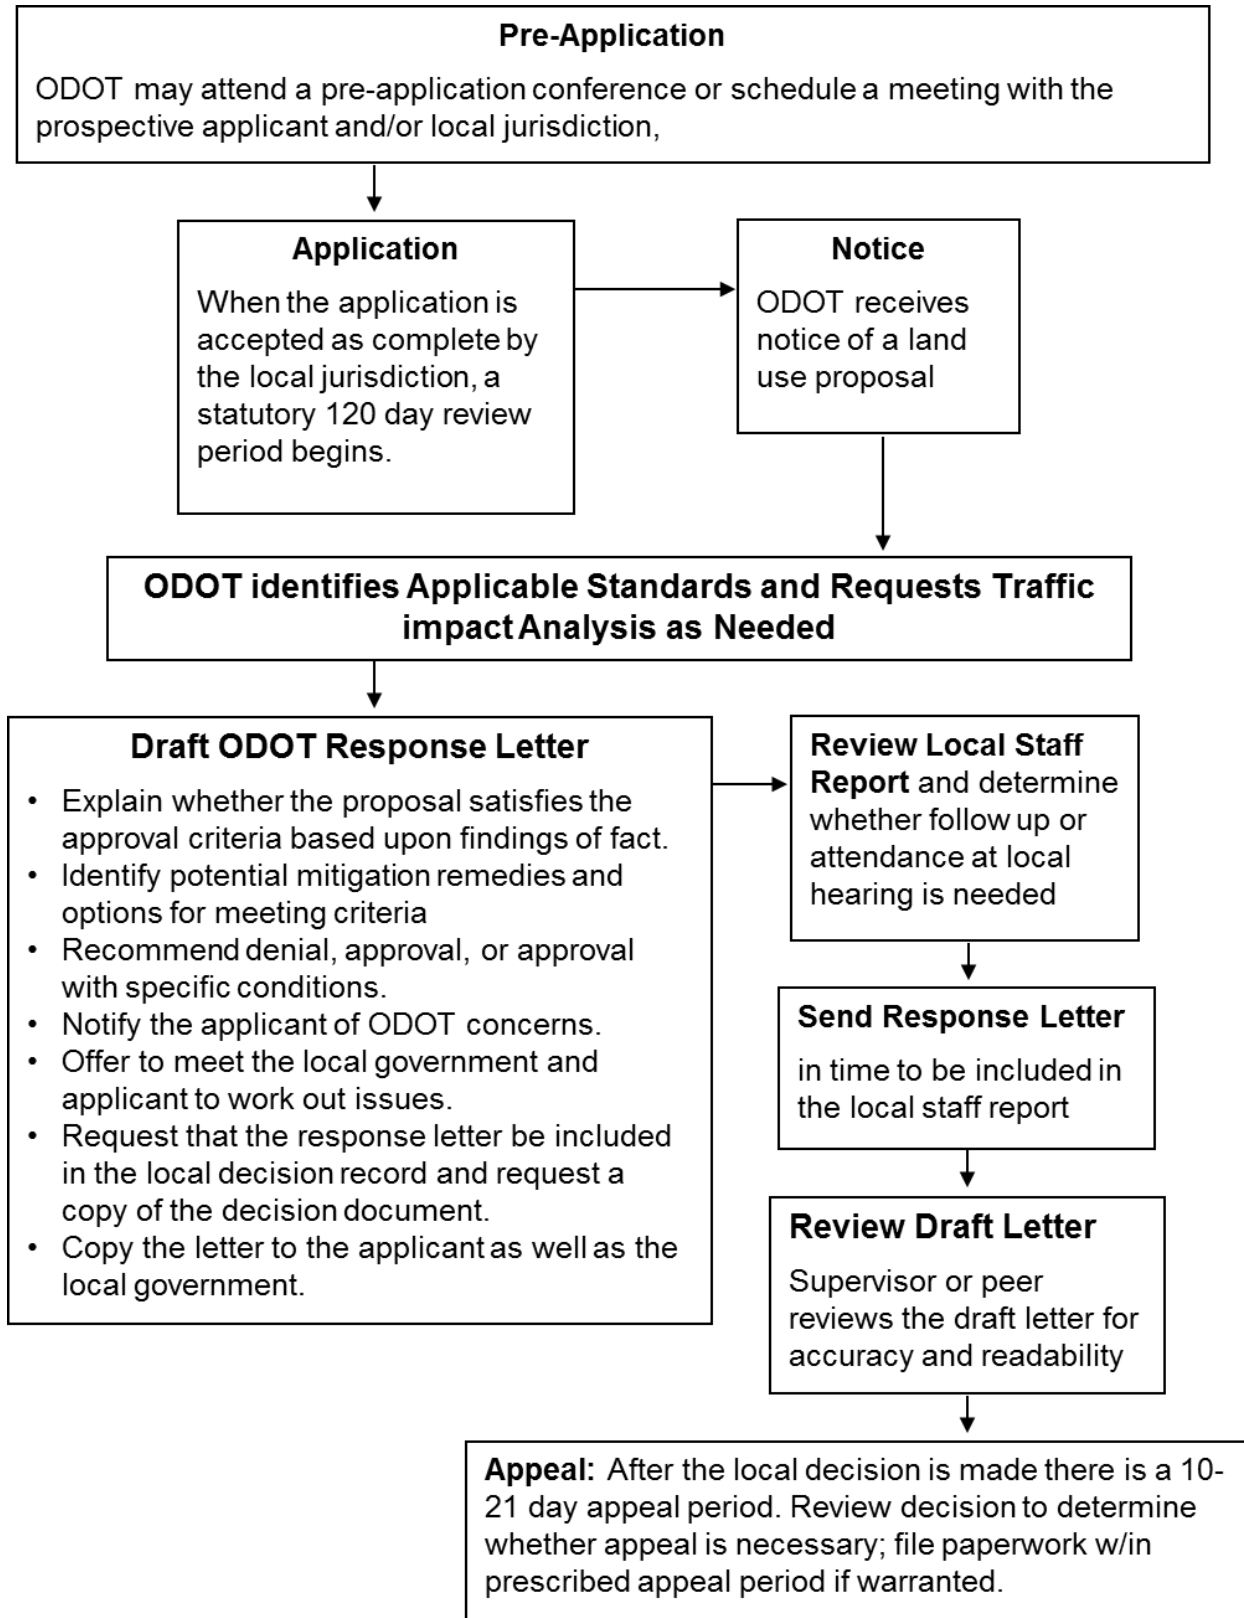 Pre-Application
ODOT may attend a pre-application conference or schedule a meeting with the
prospective applicant and/or local jurisdiction,
Application
When the application is
accepted as complete by
the local jurisdiction, a
statutory 120 day review
period begins.
Notice
ODOT receives
notice of a land
use proposal
ODOT identifies Applicable Standards and Requests Traffic
impact Analysis as Needed
Draft ODOT Response Letter
• Explain whether the proposal satisfies the
approval criteria based upon findings of fact.
• Identify potential mitigation remedies and
options for meeting criteria
• Recommend denial, approval, or approval
with specific conditions.
• Notify the applicant of ODOT concerns.
• Offer to meet the local government and
applicant to work out issues.
• Request that the response letter be included
in the local decision record and request a
copy of the decision document.
• Copy the letter to the applicant as well as the
local government.
Review Local Staff
Report and determine
whether follow up or
attendance at local
hearing is needed
Send Response Letter
in time to be included in
the local staff report
Review Draft Letter
Supervisor or peer
reviews the draft letter for
accuracy and readability
Appeal: After the local decision is made there is a 10-
21 day appeal period. Review decision to determine
whether appeal is necessary; file paperwork w/in
prescribed appeal period if warranted.